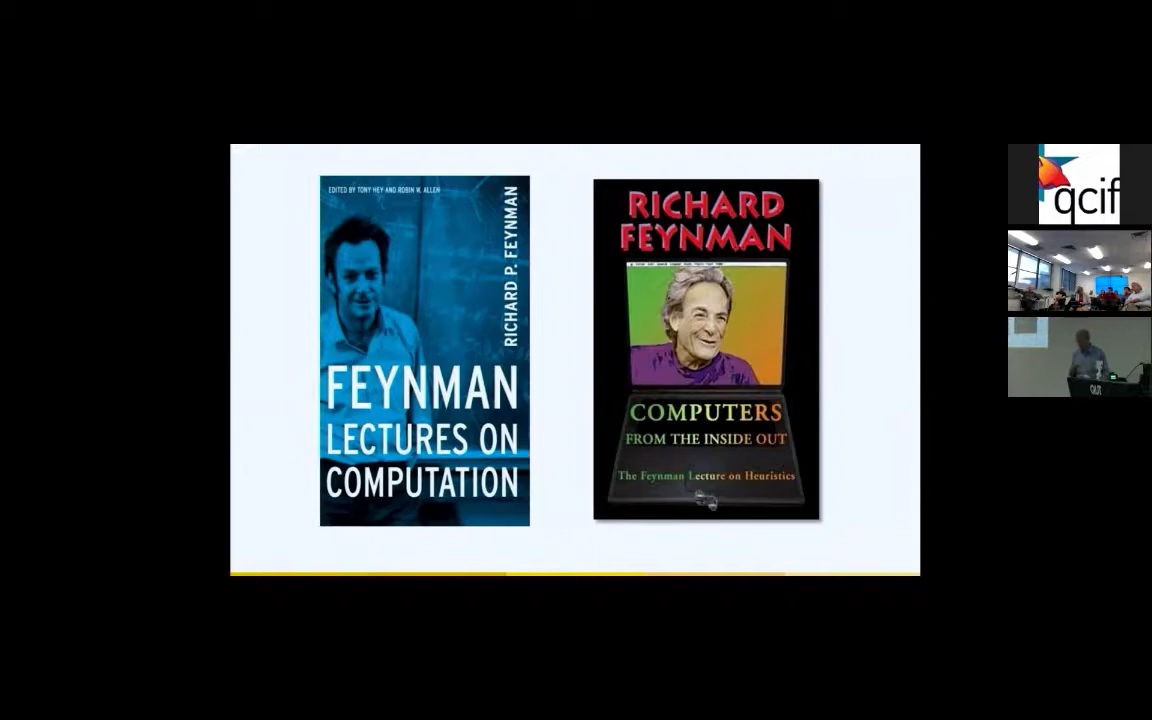 EDITED BY TONY HEY AND ROBIN W. ALLEN
RICHARD P. FEYNMAN
FEYNMAN
LECTURES ON
COMPUTATION
RICHARD
FEYNMAN
COMPUTERS
FROM THE INSIDE OUT
The Feynman Lecture on Heuristics
qcif
QUT